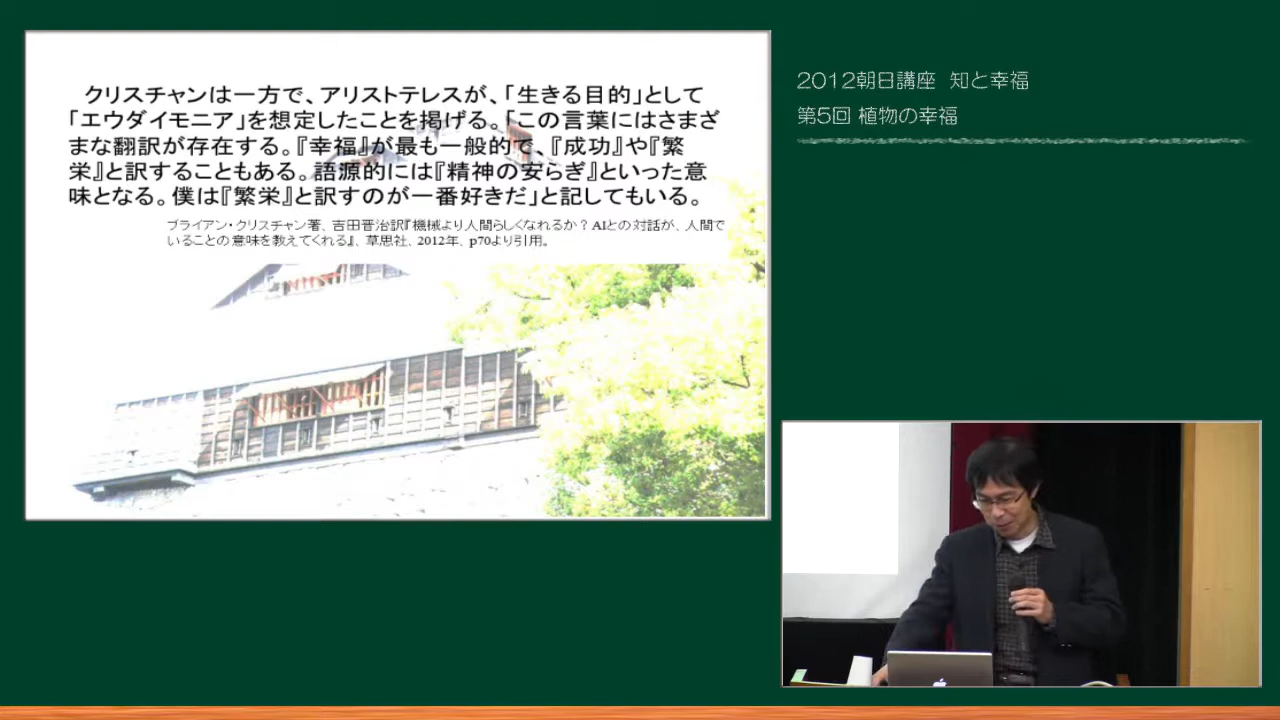 クリスチャンは一方で、アリストテレスが、「生きる目的」として
「エウダイモニア」を想定したことを掲げる。「この言葉にはさまざ
まな翻訳が存在する。『幸福』が最も一般的で、『成功』や『繁
栄』と訳することもある。語源的には『精神の安らぎ』といった意
味となる。僕は『繁栄』と訳すのが一番好きだ」と記してもいる。
ブライアン・クリスチャン著、吉田晋治訳『機械より人間らしくなれるか？AIとの対話が、人間で
いることの意味を教えてくれる』、草思社、2012年、p70より引用。
2012朝日講座 知と幸福
第5回 植物の幸福